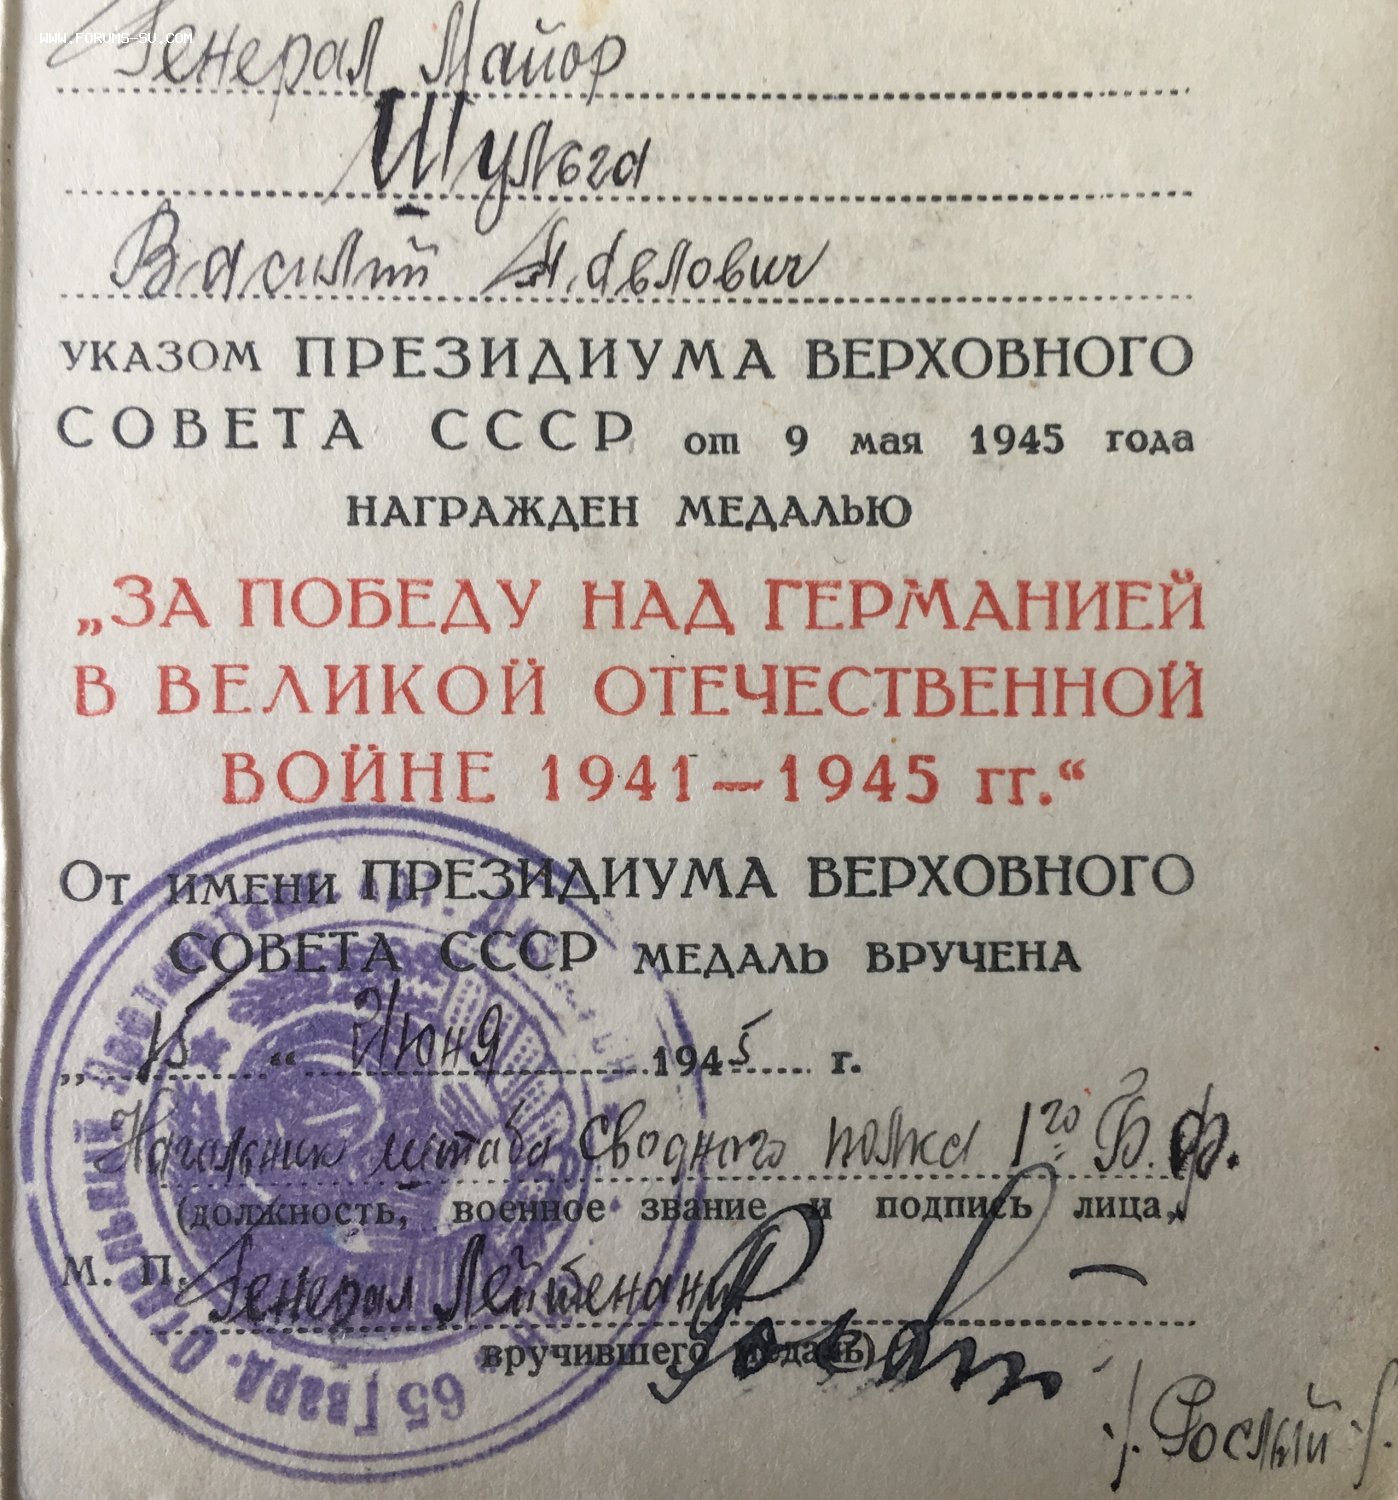 WWW.FORUMS-SU.COM
Генерал Майор
Шульга
Василий Павлович
УКАЗОМ ПРЕЗИДИУМА ВЕРХОВНОГО
СОВЕТА СССР от 9 мая 1945 года
НАГРАЖДЕН МЕДАЛЬЮ
„ЗА ПОБЕДУ НАД ГЕРМАНИЕЙ
В ВЕЛИКОЙ ОТЕЧЕСТВЕННОЙ
ВОЙНЕ 1941—1945 гг.“
От имени ПРЕЗИДИУМА ВЕРХОВНОГО
СОВЕТА СССР МЕДАЛЬ ВРУЧЕНА
„15“ Июня 1945 г.
Начальник штаба Сводного полка 1го Б.Ф.
(должность, военное звание и подпись лица,
М. П. Генерал Лейтенант
вручившего медаль)
/. Рослый /.
65 Гвард. Отдельный